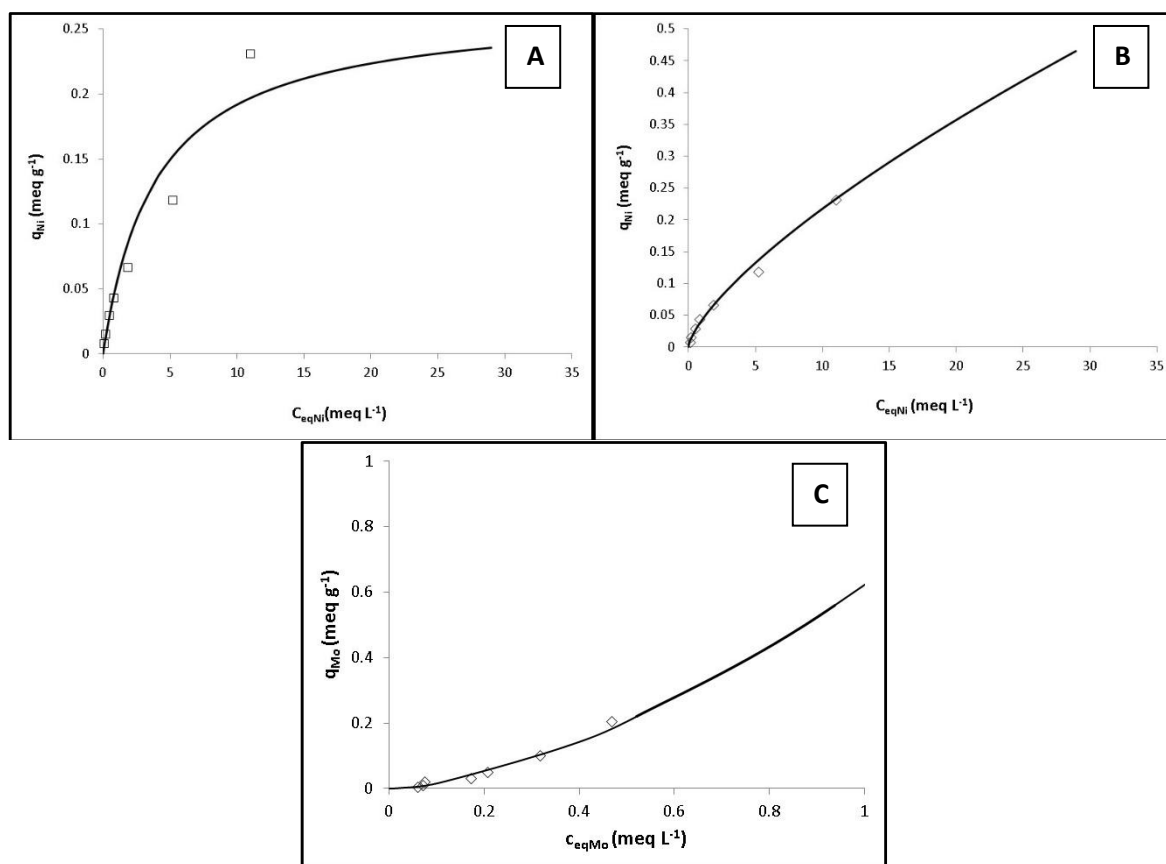 A
0.25
0.2
0.15
0.1
0.05
0
0 5 10 15 20 25 30 35
qNi (meq g-1)
CeqNi(meq L-1)
B
0.5
0.45
0.4
0.35
0.3
0.25
0.2
0.15
0.1
0.05
0
0 5 10 15 20 25 30 35
qNi (meq g-1)
CeqNi (meq L-1)
C
1
0.8
0.6
0.4
0.2
0
0 0.2 0.4 0.6 0.8 1
qMo (meq g-1)
ceqMo (meq L-1)